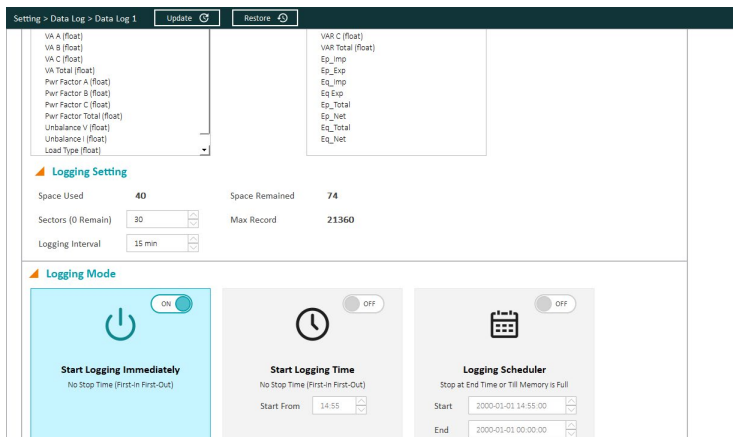 Setting > Data Log > Data Log 1 Update Restore
VA A (float)
VA B (float)
VA C (float)
VA Total (float)
Pwr Factor A (float)
Pwr Factor B (float)
Pwr Factor C (float)
Pwr Factor Total (float)
Unbalance V (float)
Unbalance I (float)
Load Type (float)
VAR C (float)
VAR Total (float)
Ep_Imp
Ep_Exp
Eq_Imp
Eq Exp
Ep_Total
Ep_Net
Eq_Total
Eq_Net
Logging Setting
Space Used 40 Space Remained 74
Sectors (0 Remain) 30 Max Record 21360
Logging Interval 15 min
Logging Mode
ON
Start Logging Immediately
No Stop Time (First-In First-Out)
OFF
Start Logging Time
No Stop Time (First-In First-Out)
Start From 14:55
OFF
Logging Scheduler
Stop at End Time or Till Memory is Full
Start 2000-01-01 14:55:00
End 2000-01-01 00:00:00